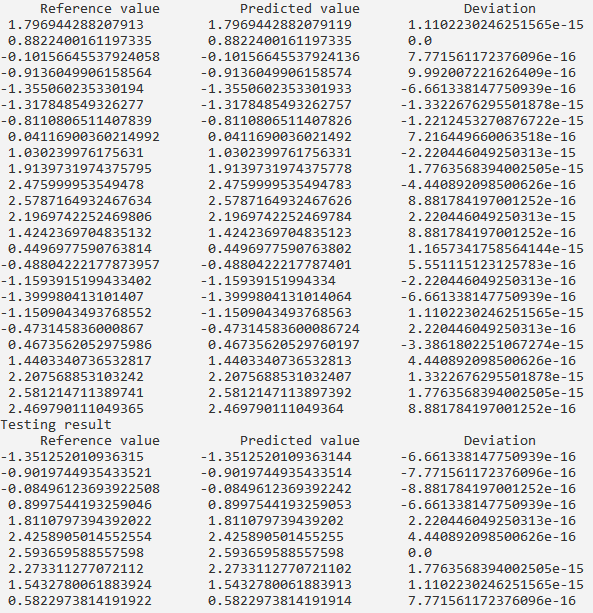 Reference value Predicted value Deviation
1.796944288207913 1.7969442882079119 1.1102230246251565e-15
0.8822400161197335 0.8822400161197335 0.0
-0.10156645537924058 -0.10156645537924136 7.771561172376096e-16
-0.9136049906158564 -0.9136049906158574 9.992007221626409e-16
-1.355060235330194 -1.3550602353301933 -6.661338147750939e-16
-1.317848549326277 -1.3178485493262757 -1.3322676295501878e-15
-0.8110806511407839 -0.8110806511407826 -1.2212453270876722e-15
0.04116900360214992 0.0411690036021492 7.216449660063518e-16
1.030239976175631 1.0302399761756331 -2.220446049250313e-15
1.9139731974375795 1.9139731974375778 1.7763568394002505e-15
2.475999953549478 2.4759999535494783 -4.440892098500626e-16
2.5787164932467634 2.5787164932467626 8.881784197001252e-16
2.1969742252469806 2.1969742252469784 2.220446049250313e-15
1.4242369704835132 1.4242369704835123 8.881784197001252e-16
0.4496977590763814 0.4496977590763802 1.1657341758564144e-15
-0.48804222177873957 -0.4880422217787401 5.551115123125783e-16
-1.1593915199433402 -1.15939151994334 -2.220446049250313e-16
-1.399980413101407 -1.3999804131014064 -6.661338147750939e-16
-1.1509043493768552 -1.1509043493768563 1.1102230246251565e-15
-0.473145836000867 -0.47314583600086724 2.220446049250313e-16
0.4673562052975986 0.46735620529760197 -3.3861802251067274e-15
1.4403340736532817 1.4403340736532813 4.440892098500626e-16
2.207568853103242 2.2075688531032407 1.3322676295501878e-15
2.581214711389741 2.5812147113897392 1.7763568394002505e-15
2.469790111049365 2.469790111049364 8.881784197001252e-16
Testing result
Reference value Predicted value Deviation
-1.351252010936315 -1.3512520109363144 -6.661338147750939e-16
-0.9019744935433521 -0.9019744935433514 -7.771561172376096e-16
-0.08496123693922508 -0.0849612369392242 -8.881784197001252e-16
0.8997544193259046 0.8997544193259053 -6.661338147750939e-16
1.8110797394392022 1.811079739439202 2.220446049250313e-16
2.4258905014552554 2.425890501455255 4.440892098500626e-16
2.593659588557598 2.593659588557598 0.0
2.273311277072112 2.2733112770721102 1.7763568394002505e-15
1.5432780061883924 1.5432780061883913 1.1102230246251565e-15
0.5822973814191922 0.5822973814191914 7.771561172376096e-16